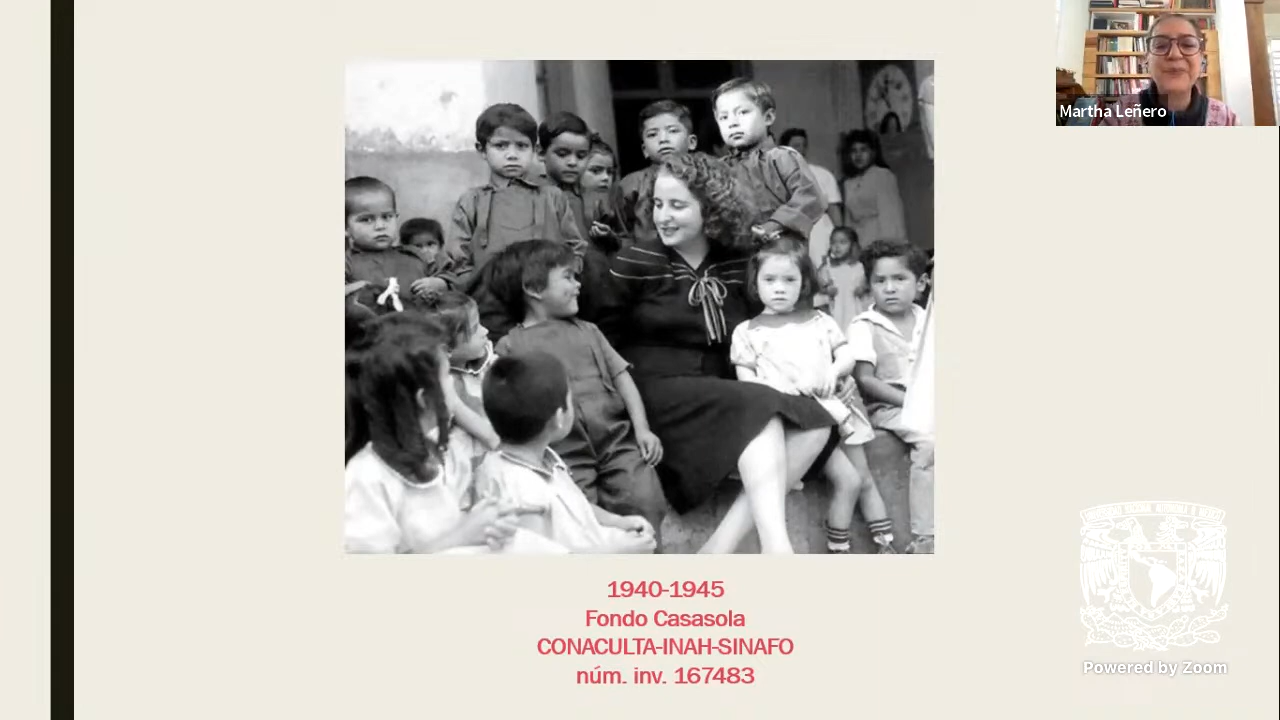 Martha Leñero
1940-1945
Fondo Casasola
CONACULTA-INAH-SINAFO
núm. inv. 167483
Powered by Zoom